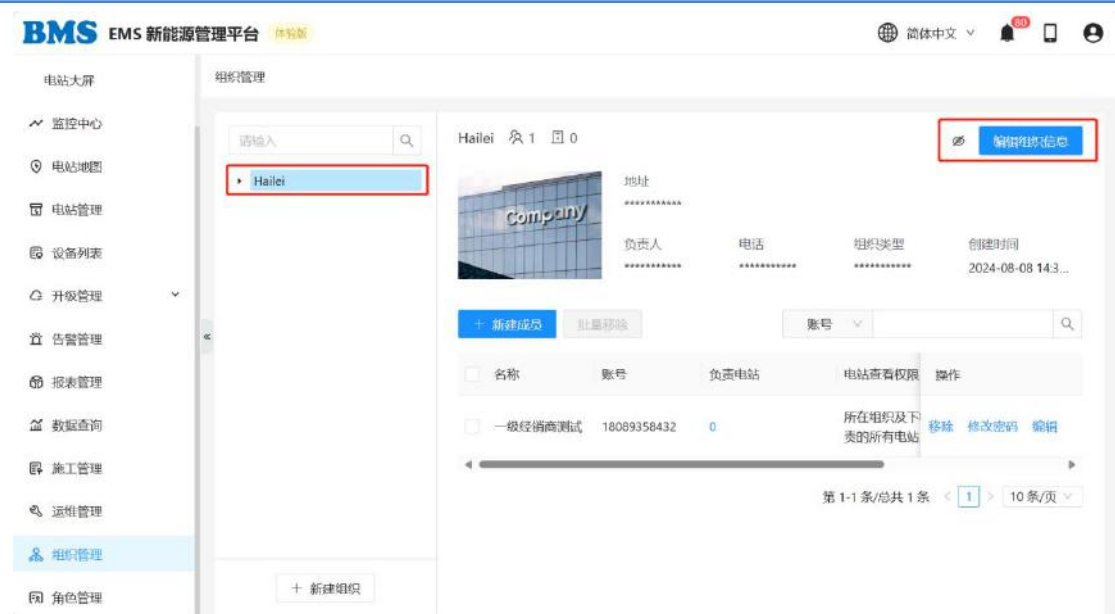 BMS EMS 新能源管理平台 体验版
简体中文
80
电站大屏
监控中心
电站地图
电站管理
设备列表
升级管理
告警管理
报表管理
数据查询
施工管理
运维管理
组织管理
角色管理
组织管理
请输入
Hailei
+ 新建组织
Hailei 1 0
编辑组织信息
Company
地址
***********
负责人 电话 组织类型 创建时间
*********** *********** *********** 2024-08-08 14:3...
+ 新建成员 批量移除
账号
名称 账号 负责电站 电站查看权限 操作
一级经销商测试 18089358432 0 所在组织及下 移除 修改密码 编辑
责的所有电站
第 1-1 条/总共 1 条 < 1 > 10 条/页